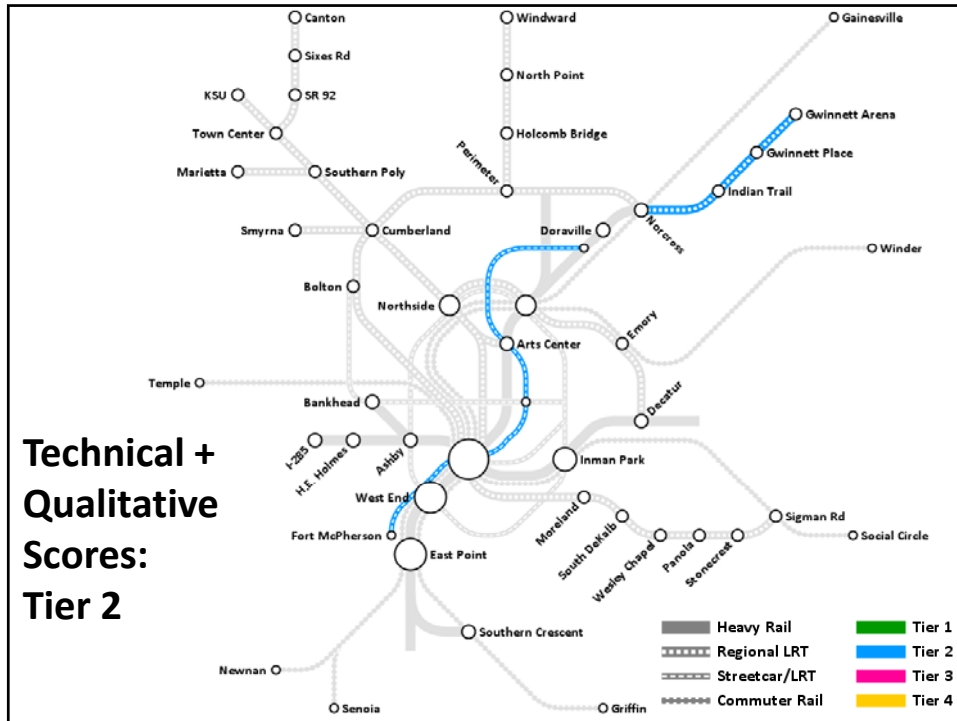 Canton
Windward
Gainesville
Sixes Rd
North Point
KSU
SR 92
Gwinnett Arena
Town Center
Holcomb Bridge
Gwinnett Place
Marietta
Southern Poly
Perimeter
Indian Trail
Norcross
Smyrna
Cumberland
Doraville
Winder
Bolton
Northside
Emory
Arts Center
Temple
Bankhead
Decatur
I-285
H.E. Holmes
Ashby
Inman Park
West End
Moreland
South DeKalb
Wesley Chapel
Panola
Stonecrest
Sigman Rd
Social Circle
Fort McPherson
East Point
Technical +
Qualitative
Scores:
Tier 2
Southern Crescent
Newnan
Senoia
Griffin
Heavy Rail
Regional LRT
Streetcar/LRT
Commuter Rail
Tier 1
Tier 2
Tier 3
Tier 4